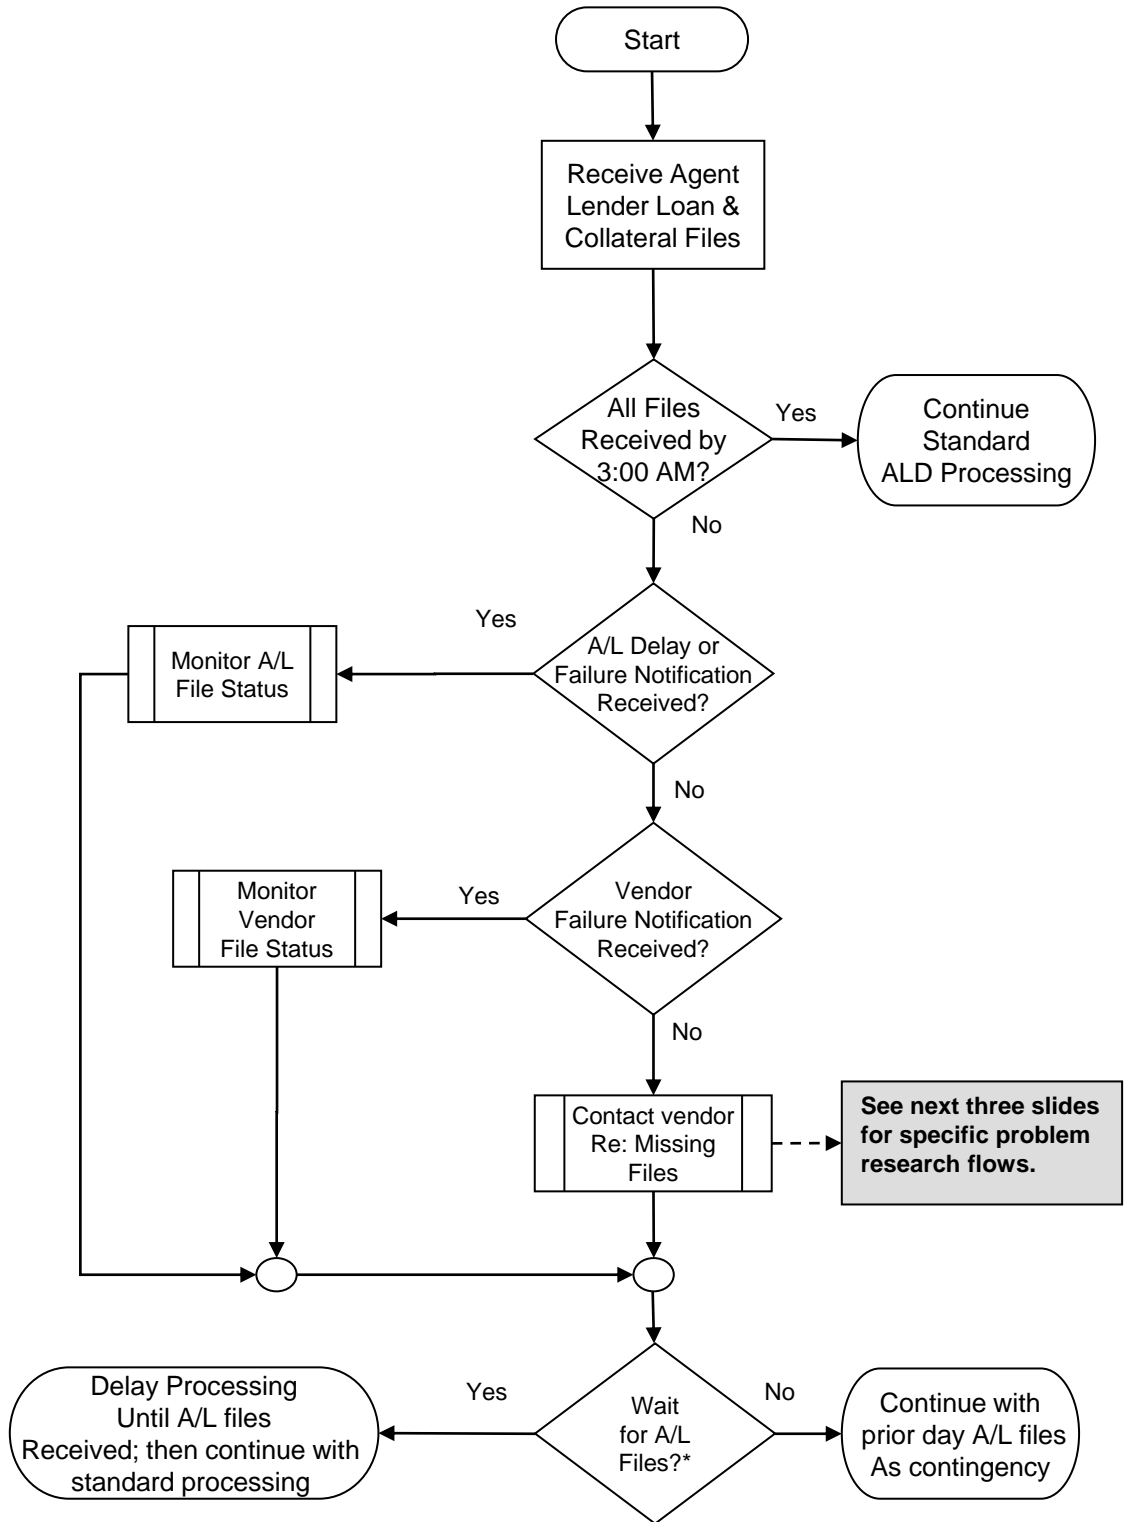 Start
Receive Agent
Lender Loan &
Collateral Files
All Files
Received by
3:00 AM?
Yes
Continue
Standard
ALD Processing
No
A/L Delay or
Failure Notification
Received?
Yes
Monitor A/L
File Status
No
Vendor
Failure Notification
Received?
Yes
Monitor
Vendor
File Status
No
Contact vendor
Re: Missing
Files
See next three slides
for specific problem
research flows.
Wait
for A/L
Files?*
Yes
Delay Processing
Until A/L files
Received; then continue with
standard processing
No
Continue with
prior day A/L files
As contingency